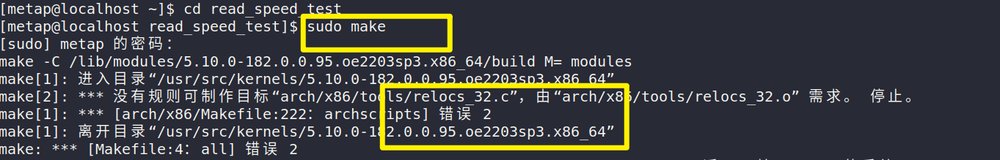 [metap@localhost ~]$ cd read_speed_test
[metap@localhost read_speed_test]$ sudo make
[sudo] metap 的密码：
make -C /lib/modules/5.10.0-182.0.0.95.oe2203sp3.x86_64/build M= modules
make[1]: 进入目录“/usr/src/kernels/5.10.0-182.0.0.95.oe2203sp3.x86_64”
make[2]: *** 没有规则可制作目标“arch/x86/tools/relocs_32.c”，由“arch/x86/tools/relocs_32.o” 需求。 停止。
make[1]: *** [arch/x86/Makefile:222：archscripts] 错误 2
make[1]: 离开目录“/usr/src/kernels/5.10.0-182.0.0.95.oe2203sp3.x86_64”
make: *** [Makefile:4：all] 错误 2